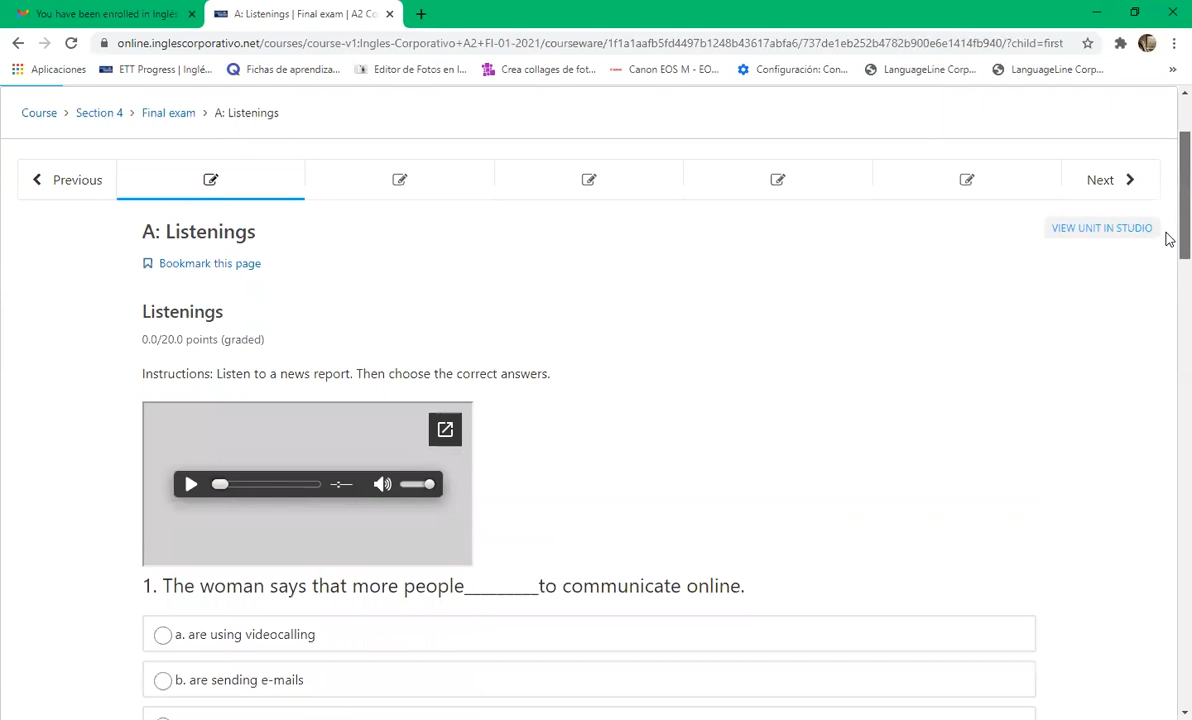 You have been enrolled in Inglés
A: Listenings | Final exam | A2 Co
online.inglescorporativo.net/courses/course-v1:Ingles-Corporativo+A2+FI-01-2021/courseware/1f1a1aafb5fd4497b1248b43617abfa6/737de1eb252b4782b900e6e1414fb940/?child=first
Aplicaciones
ETT Progress | Inglé...
Fichas de aprendiza...
Editor de Fotos en l...
Crea collages de fot...
Canon EOS M - EO...
Configuración: Con...
LanguageLine Corp...
LanguageLine Corp...
Course > Section 4 > Final exam > A: Listenings
Previous
Next
A: Listenings
VIEW UNIT IN STUDIO
Bookmark this page
Listenings
0.0/20.0 points (graded)
Instructions: Listen to a news report. Then choose the correct answers.
--:--
1. The woman says that more people________to communicate online.
a. are using videocalling
b. are sending e-mails